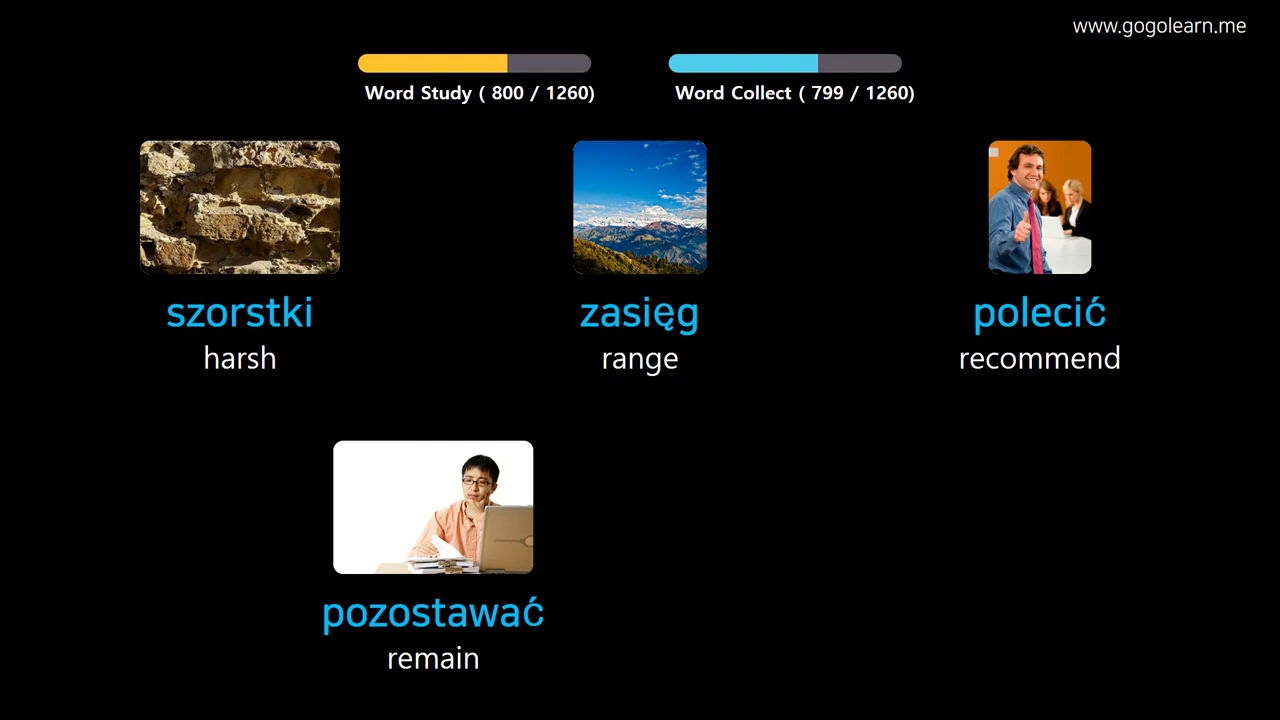 www.gogolearn.me
Word Study ( 800 / 1260)
Word Collect ( 799 / 1260)
szorstki
harsh
zasięg
range
polecić
recommend
pozostawać
remain